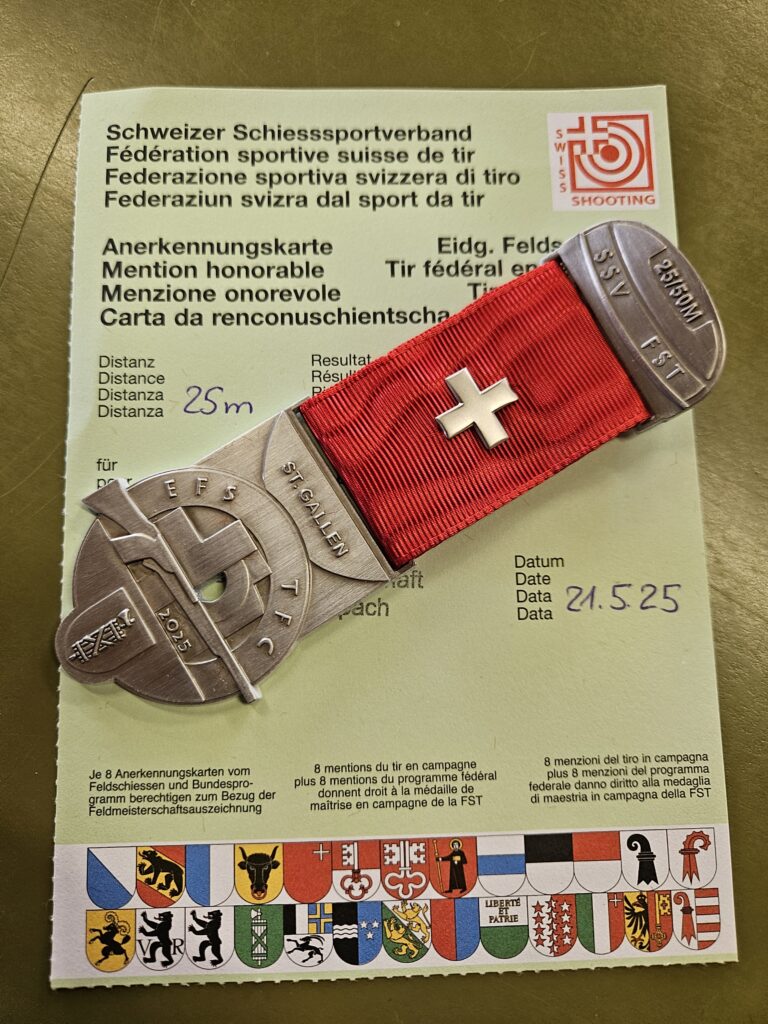 Schweizer Schiesssportverband
Fédération sportive suisse de tir
Federazione sportiva svizzera di tiro
Federaziun svizra dal sport da tir
SWISS
SHOOTING
Anerkennungskarte
Mention honorable
Menzione onorevole
Carta da renconuschientscha
Eidg. Felds
Tir fédéral en
25/50M
SSV
FST
Distanz
Distance
Distanza
Distanza
25m
Resultat
für
ST. GALLEN
EFS
TFC
2025
Datum
Date
Data
Data
21.5.25
Je 8 Anerkennungskarten vom
Feldschiessen und Bundespro-
gramm berechtigen zum Bezug der
Feldmeisterschaftsauszeichnung
8 mentions du tir en campagne
plus 8 mentions du programme fédéral
donnent droit à la médaille de
maîtrise en campagne de la FST
8 menzioni del tiro in campagna
plus 8 menzioni del programma
federale danno diritto alla medaglia
di maestria in campagna della FST
VR
LIBERTÉ
ET
PATRIE